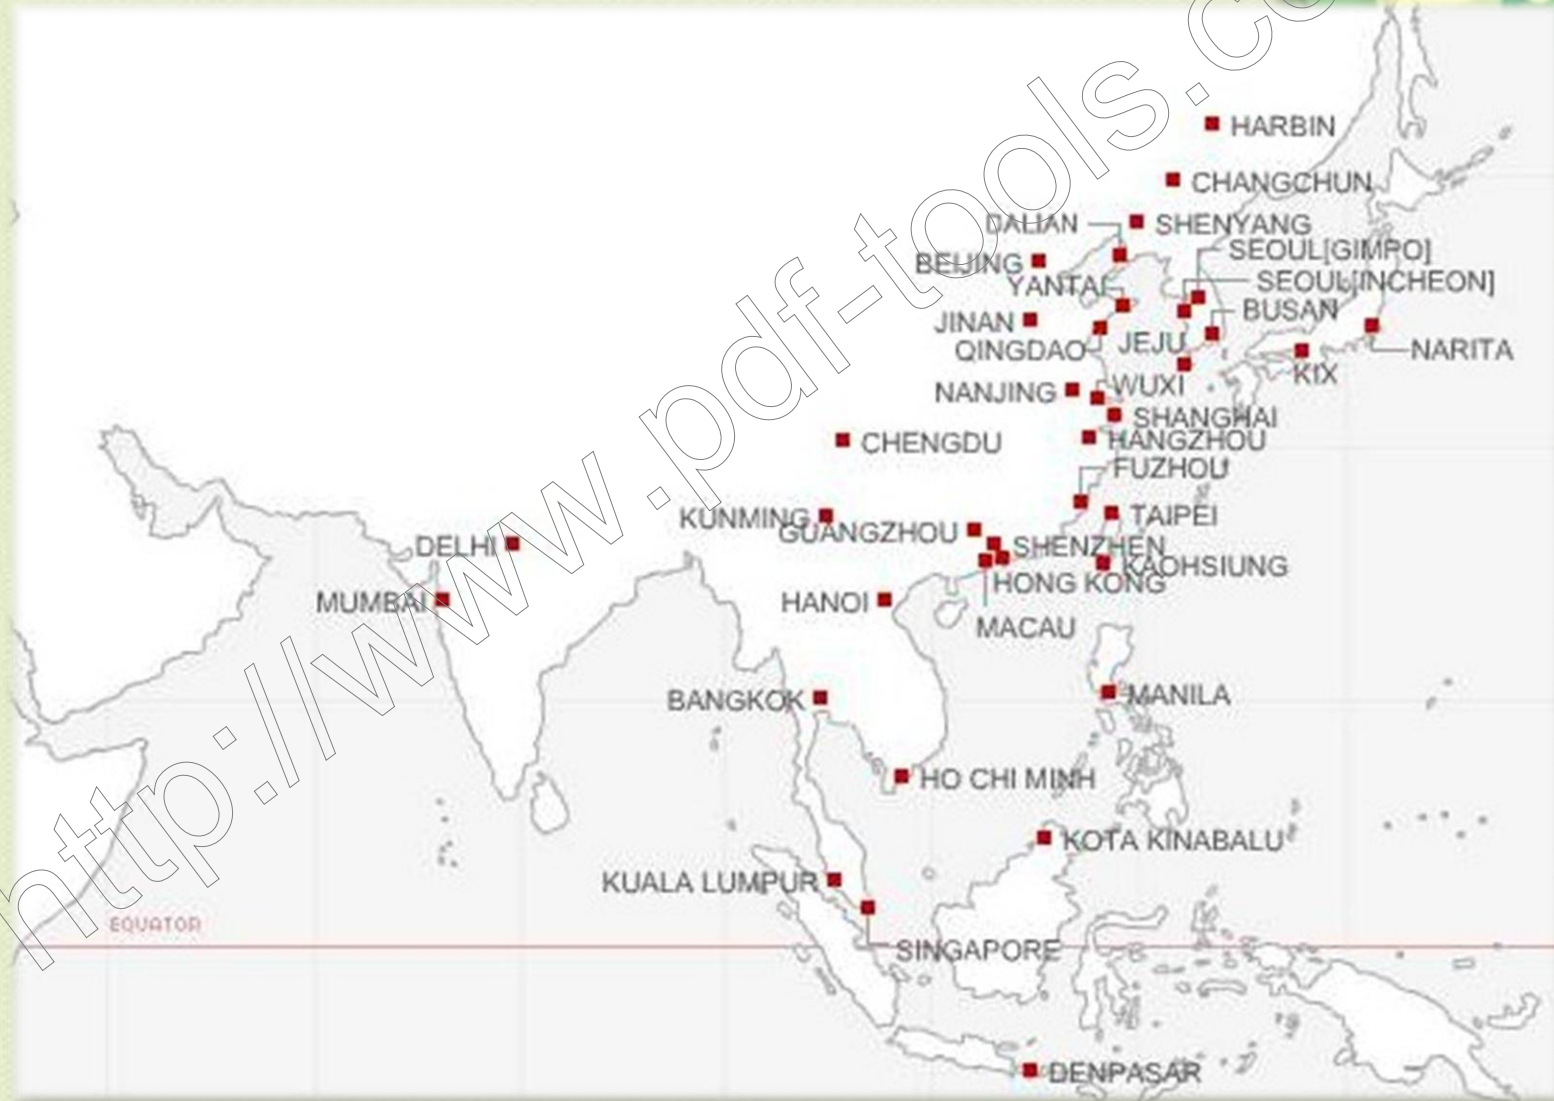 HARBIN
CHANGCHUN
DALIAN
SHENYANG
SEOUL[GIMPO]
BEIJING
SEOUL[INCHEON]
YANTAI
BUSAN
JINAN
QINGDAO
JEJU
NARITA
KIX
NANJING
WUXI
SHANGHAI
CHENGDU
HANGZHOU
FUZHOU
KUNMING
TAIPEI
GUANGZHOU
DELHI
SHENZHEN
KAOHSIUNG
HONG KONG
MUMBAI
HANOI
MACAU
BANGKOK
MANILA
HO CHI MINH
KOTA KINABALU
KUALA LUMPUR
EQUATOR
SINGAPORE
DENPASAR
http://www.pdf-tools.co